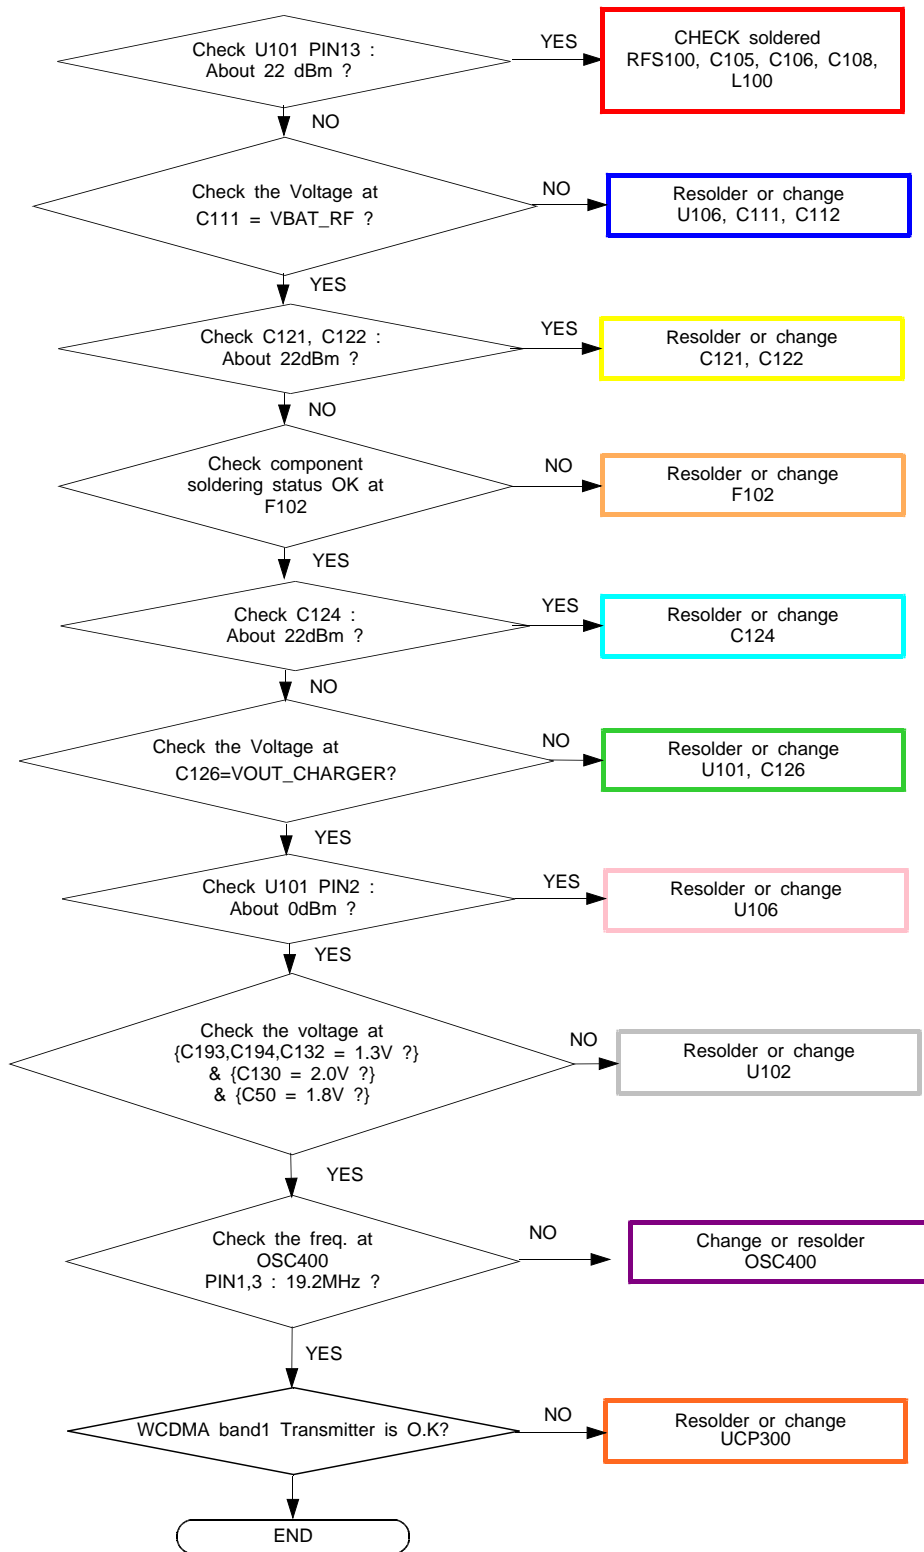 Check U101 PIN13 :
About 22 dBm ?
YES
CHECK soldered
RFS100, C105, C106, C108,
L100
NO
Check the Voltage at
C111 = VBAT_RF ?
NO
Resolder or change
U106, C111, C112
YES
Check C121, C122 :
About 22dBm ?
YES
Resolder or change
C121, C122
NO
Check component
soldering status OK at
F102
NO
Resolder or change
F102
YES
Check C124 :
About 22dBm ?
YES
Resolder or change
C124
NO
Check the Voltage at
C126=VOUT_CHARGER?
NO
Resolder or change
U101, C126
YES
Check U101 PIN2 :
About 0dBm ?
YES
Resolder or change
U106
YES
Check the voltage at
{C193,C194,C132 = 1.3V ?}
& {C130 = 2.0V ?}
& {C50 = 1.8V ?}
NO
Resolder or change
U102
YES
Check the freq. at
OSC400
PIN1,3 : 19.2MHz ?
NO
Change or resolder
OSC400
YES
WCDMA band1 Transmitter is O.K?
NO
Resolder or change
UCP300
END